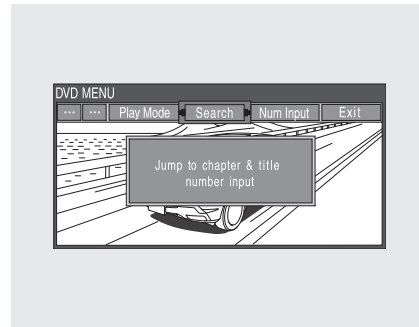 DVD MENU
... ... Play Mode Search Num Input Exit
Jump to chapter & title
number input